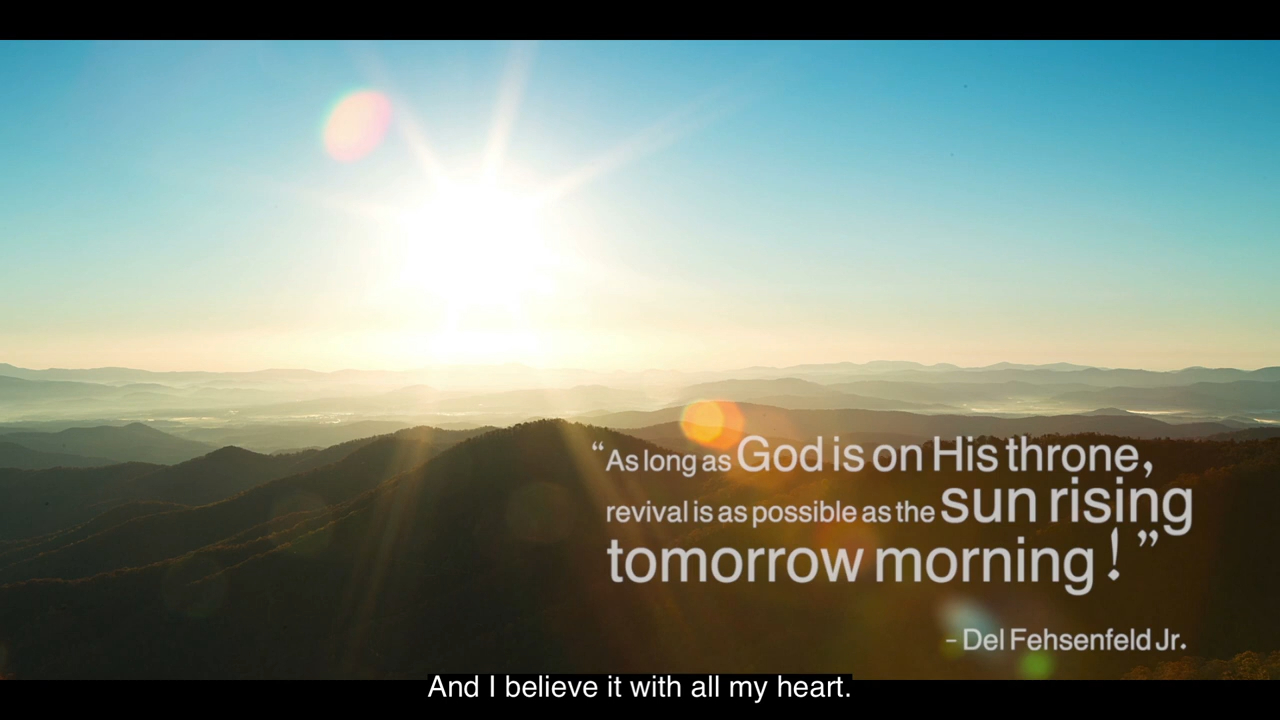 “As long as God is on His throne,
revival is as possible as the sun rising
tomorrow morning!”
- Del Fehsenfeld Jr.
And I believe it with all my heart.